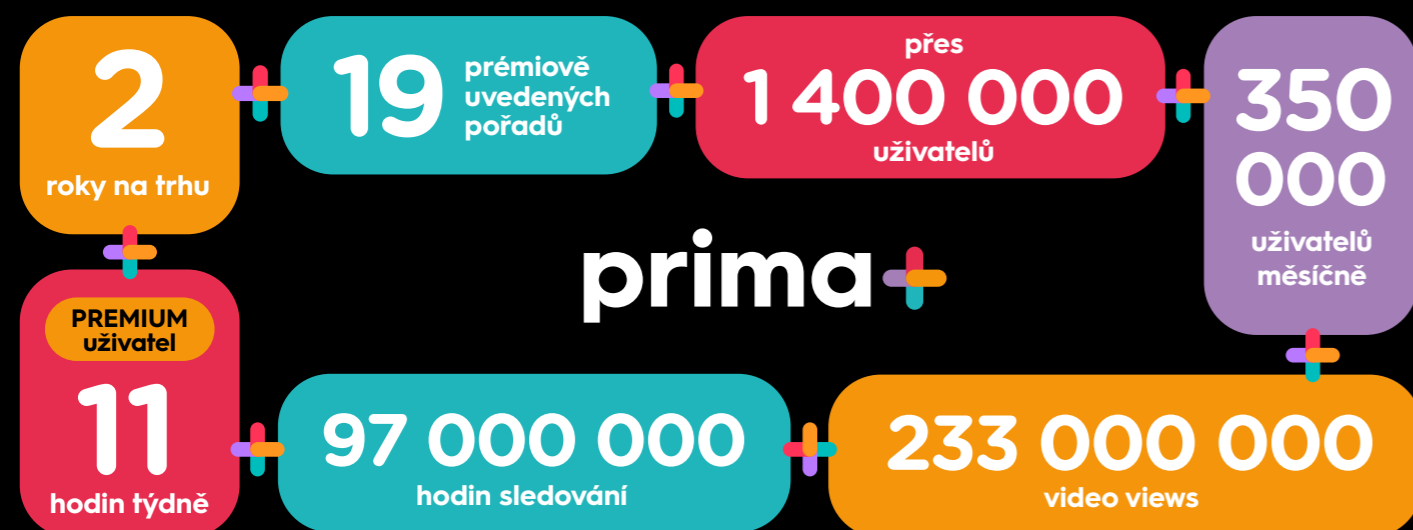 2
roky na trhu
19
prémiově
uvedených
pořadů
přes
1 400 000
uživatelů
350
000
uživatelů
měsíčně
prima+
PREMIUM
uživatel
11
hodin týdně
97 000 000
hodin sledování
233 000 000
video views